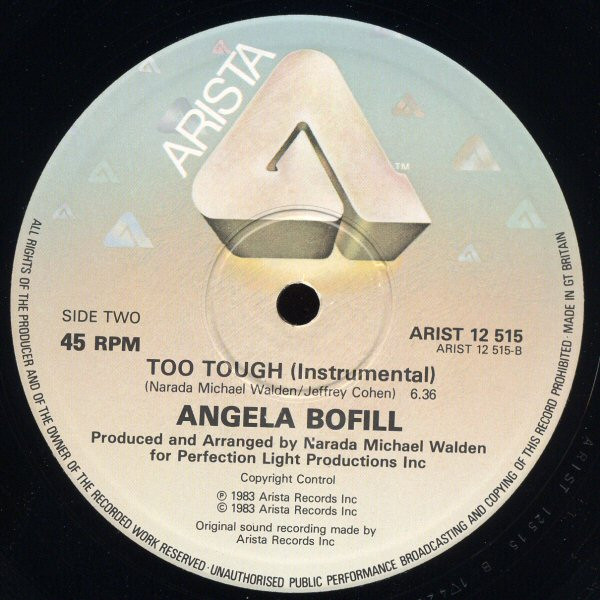 ARISTA
TM
SIDE TWO
45 RPM
ARIST 12 515
ARIST 12 515-B
TOO TOUGH (Instrumental)
(Narada Michael Walden/Jeffrey Cohen) 6.36
ANGELA BOFILL
Produced and Arranged by Narada Michael Walden
for Perfection Light Productions Inc
Copyright Control
℗ 1983 Arista Records Inc
© 1983 Arista Records Inc
Original sound recording made by
Arista Records Inc
ALL RIGHTS OF THE PRODUCER AND OF THE OWNER OF THE RECORDED WORK RESERVED · UNAUTHORISED PUBLIC PERFORMANCE BROADCASTING AND COPYING OF THIS RECORD PROHIBITED · MADE IN GT BRITAIN
ARIST 12515 B